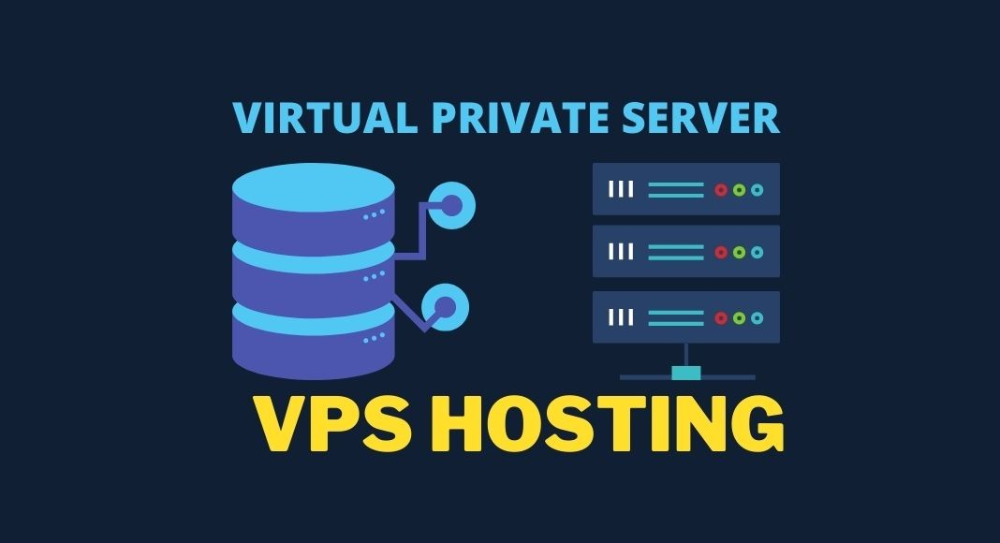 VIRTUAL PRIVATE SERVER
VPS HOSTING